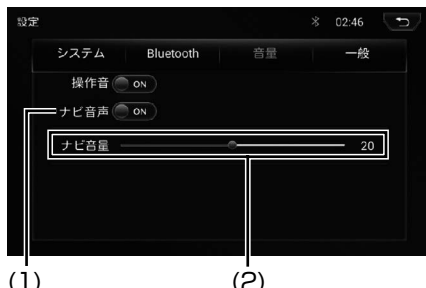 設定 02:46
システム Bluetooth 音量 一般
操作音 ON
ナビ音声 ON
ナビ音量 20
(1) (2)